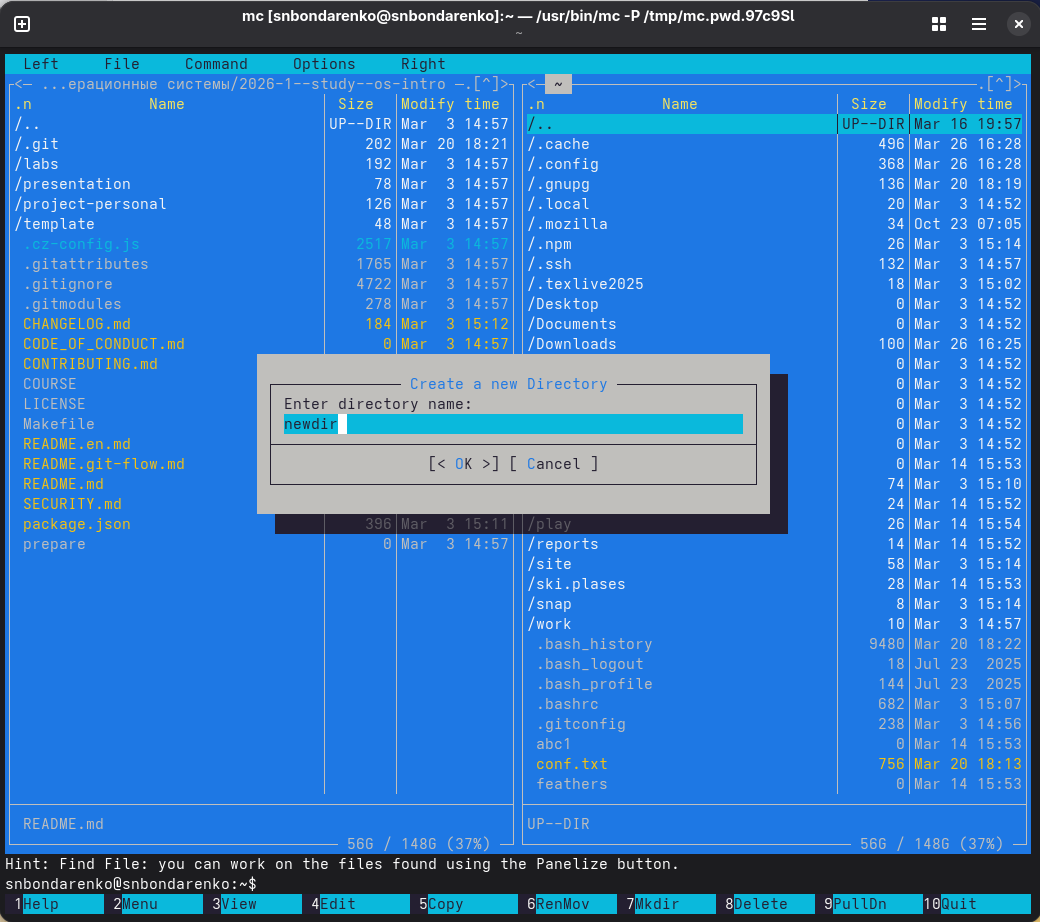 mc [snbondarenko@snbondarenko]:~ — /usr/bin/mc -P /tmp/mc.pwd.97c9Sl
~
Left File Command Options Right
<— ...ерационные системы/2026-1--study--os-intro —.[^]>
.n Name Size Modify time
/.. UP--DIR Mar 3 14:57
/.git 202 Mar 20 18:21
/labs 192 Mar 3 14:57
/presentation 78 Mar 3 14:57
/project-personal 126 Mar 3 14:57
/template 48 Mar 3 14:57
.cz-config.js 2517 Mar 3 14:57
.gitattributes 1765 Mar 3 14:57
.gitignore 4722 Mar 3 14:57
.gitmodules 278 Mar 3 14:57
CHANGELOG.md 184 Mar 3 15:12
CODE_OF_CONDUCT.md 0 Mar 3 14:57
CONTRIBUTING.md
COURSE
LICENSE
Makefile
README.en.md
README.git-flow.md
README.md
SECURITY.md
package.json 396 Mar 3 15:11
prepare 0 Mar 3 14:57
README.md
56G / 148G (37%)
<— ~ .[^]>
.n Name Size Modify time
/.. UP--DIR Mar 16 19:57
/.cache 496 Mar 26 16:28
/.config 368 Mar 26 16:28
/.gnupg 136 Mar 20 18:19
/.local 20 Mar 3 14:52
/.mozilla 34 Oct 23 07:05
/.npm 26 Mar 3 15:14
/.ssh 132 Mar 3 14:57
/.texlive2025 18 Mar 3 15:02
/Desktop 0 Mar 3 14:52
/Documents 0 Mar 3 14:52
/Downloads 100 Mar 26 16:25
0 Mar 3 14:52
0 Mar 3 14:52
0 Mar 3 14:52
0 Mar 3 14:52
0 Mar 3 14:52
0 Mar 14 15:53
74 Mar 3 15:10
24 Mar 14 15:52
/play 26 Mar 14 15:54
/reports 14 Mar 14 15:52
/site 58 Mar 3 15:14
/ski.plases 28 Mar 14 15:53
/snap 8 Mar 3 15:14
/work 10 Mar 3 14:57
.bash_history 9480 Mar 20 18:22
.bash_logout 18 Jul 23 2025
.bash_profile 144 Jul 23 2025
.bashrc 682 Mar 3 15:07
.gitconfig 238 Mar 3 14:56
abc1 0 Mar 14 15:53
conf.txt 756 Mar 20 18:13
feathers 0 Mar 14 15:53
UP--DIR
56G / 148G (37%)
Create a new Directory
Enter directory name:
newdir
[< OK >] [ Cancel ]
Hint: Find File: you can work on the files found using the Panelize button.
snbondarenko@snbondarenko:~$
1Help 2Menu 3View 4Edit 5Copy 6RenMov 7Mkdir 8Delete 9PullDn 10Quit